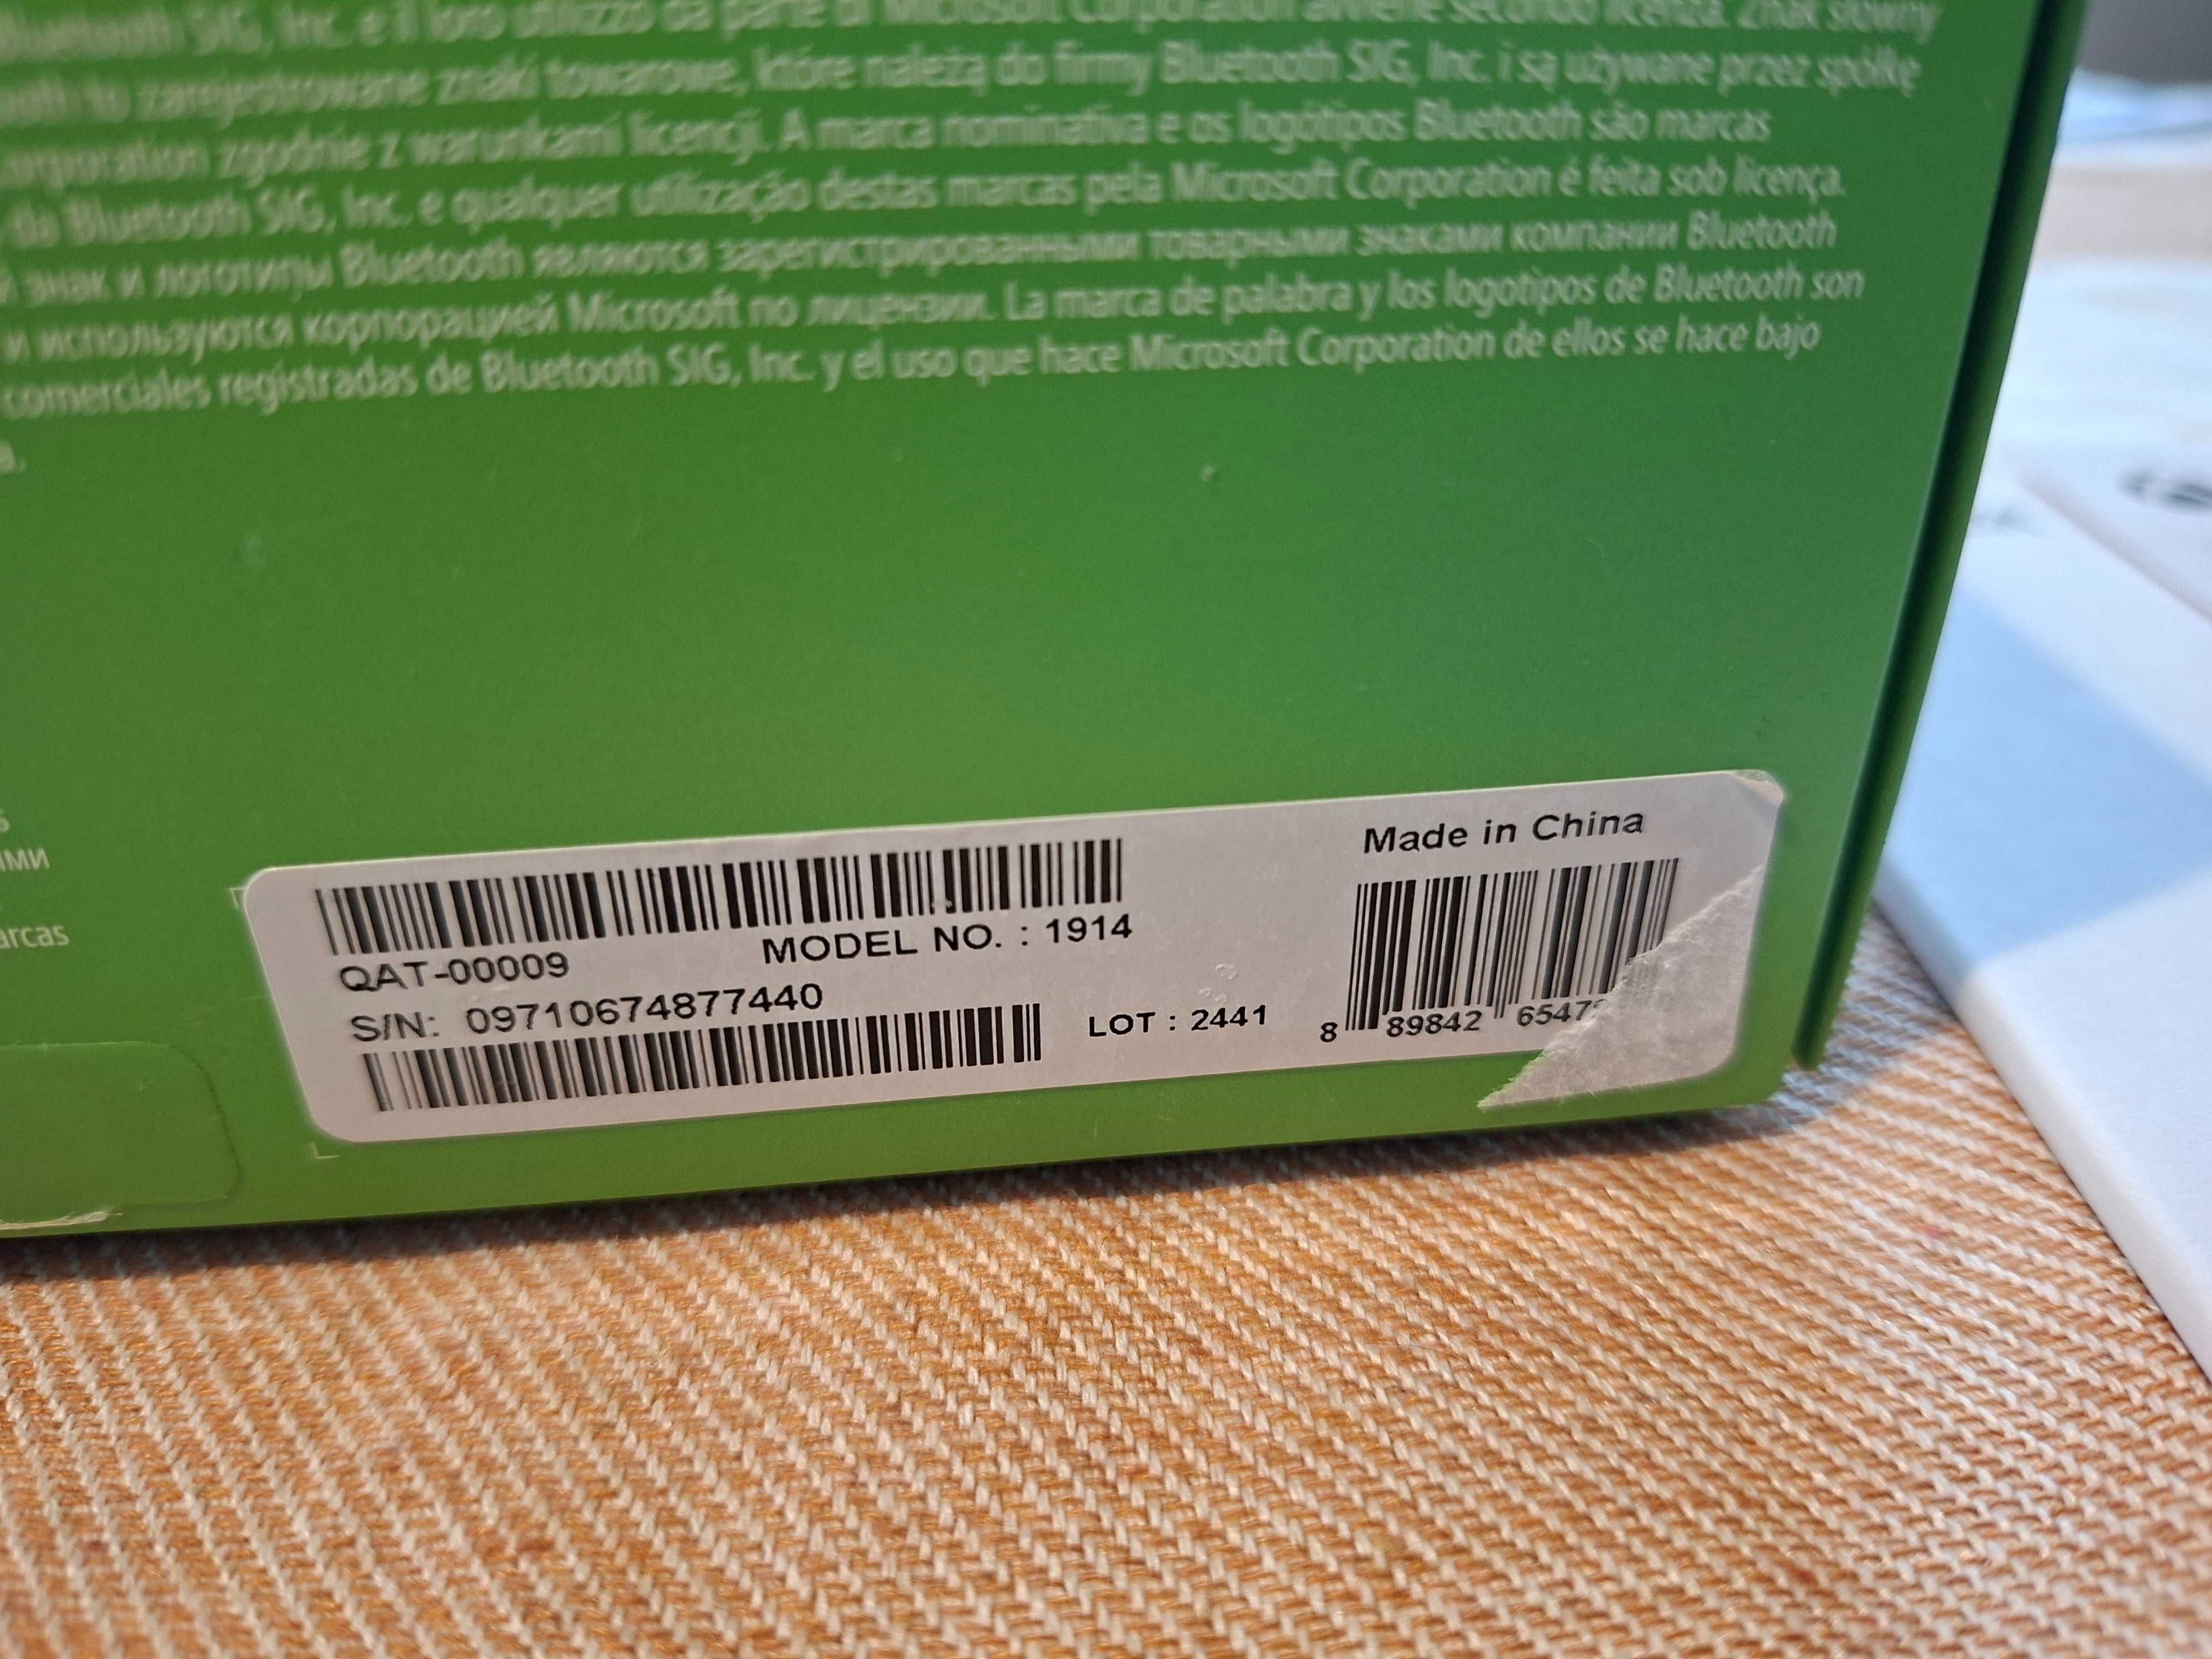 Bluetooth SIG, Inc. e il loro utilizzo da parte di Microsoft Corporation avviene secondo licenza. Znak słowny
to zarejestrowane znaki towarowe, które należą do firmy Bluetooth SIG, Inc. i są używane przez spółkę
orporation zgodnie z warunkami licencji. A marca nominativa e os logótipos Bluetooth são marcas
da Bluetooth SIG, Inc. e qualquer utilização destas marcas pela Microsoft Corporation é feita sob licença.
й знак и логотипы Bluetooth являются зарегистрированными товарными знаками компании Bluetooth
и используются корпорацией Microsoft по лицензии. La marca de palabra y los logotipos de Bluetooth son
comerciales registradas de Bluetooth SIG, Inc. y el uso que hace Microsoft Corporation de ellos se hace bajo
a.
ими
arcas
Made in China
QAT-00009
MODEL NO. : 1914
S/N: 09710674877440
LOT : 2441
8 89842 6547